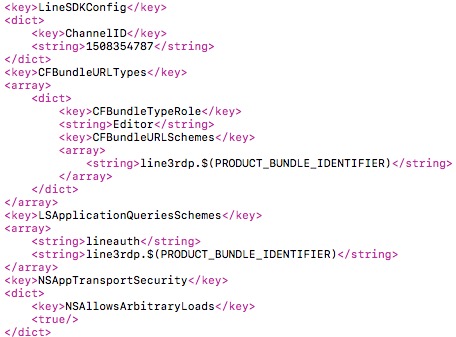 <key>LineSDKConfig</key>
<dict>
<key>ChannelID</key>
<string>1508354787</string>
</dict>
<key>CFBundleURLTypes</key>
<array>
<dict>
<key>CFBundleTypeRole</key>
<string>Editor</string>
<key>CFBundleURLSchemes</key>
<array>
<string>line3rdp.$(PRODUCT_BUNDLE_IDENTIFIER)</string>
</array>
</dict>
</array>
<key>LSApplicationQueriesSchemes</key>
<array>
<string>lineauth</string>
<string>line3rdp.$(PRODUCT_BUNDLE_IDENTIFIER)</string>
</array>
<key>NSAppTransportSecurity</key>
<dict>
<key>NSAllowsArbitraryLoads</key>
<true/>
</dict>